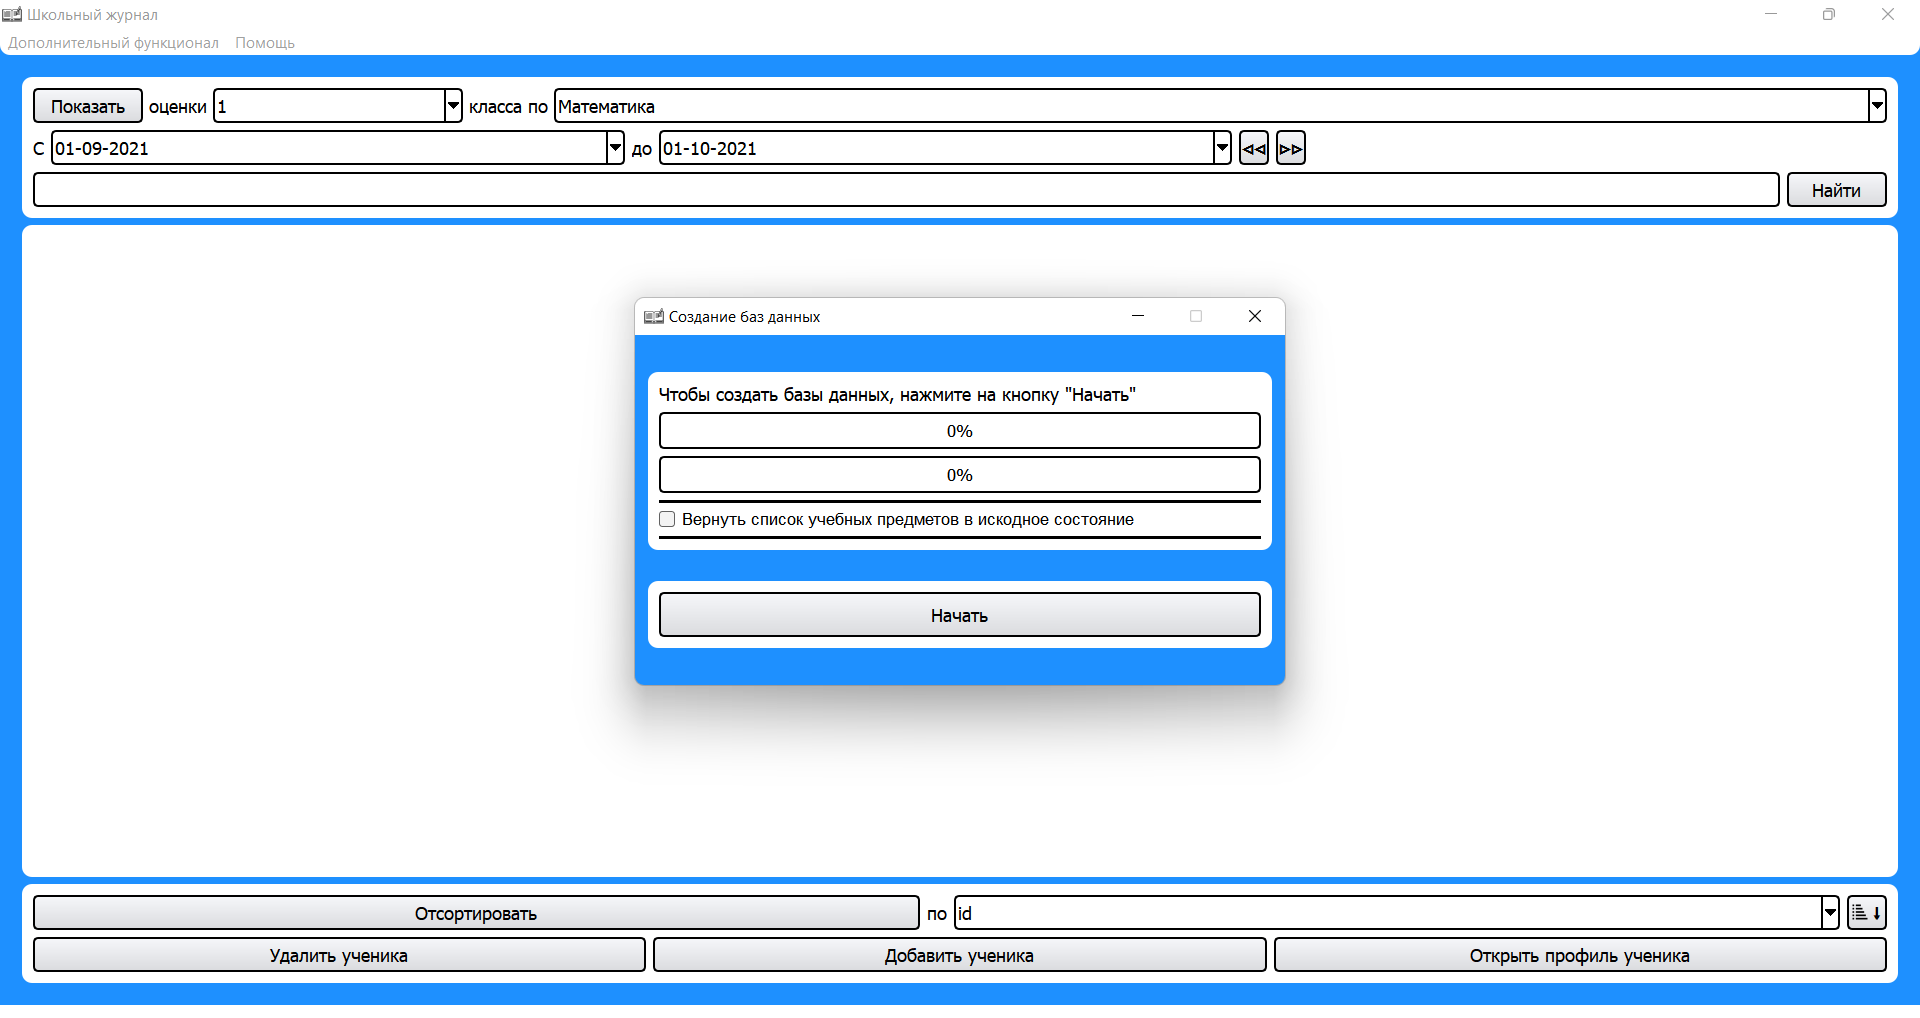 Школьный журнал
Дополнительный функционал Помощь
Показать оценки 1 класса по Математика
С 01-09-2021 до 01-10-2021
Найти
Создание баз данных
Чтобы создать базы данных, нажмите на кнопку "Начать"
0%
0%
Вернуть список учебных предметов в искодное состояние
Начать
Отсортировать по id
Удалить ученика Добавить ученика Открыть профиль ученика